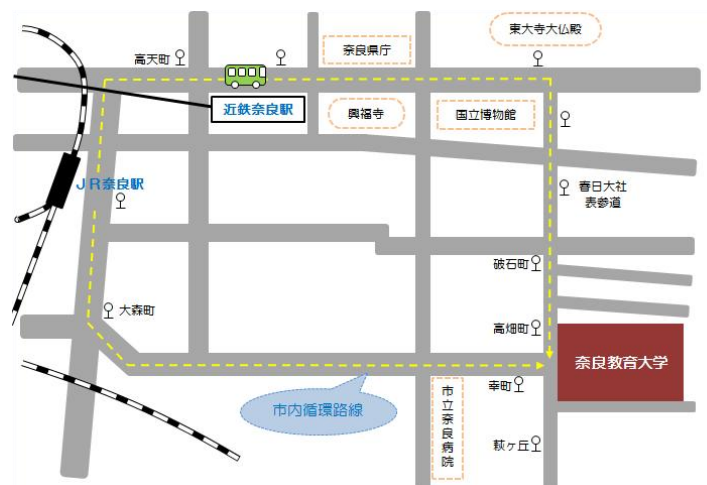 東大寺大仏殿
高天町
奈良県庁
近鉄奈良駅
興福寺
国立博物館
JR奈良駅
春日大社
表参道
破石町
大森町
高畑町
奈良教育大学
幸町
市内循環路線
市立奈良病院
萩ヶ丘